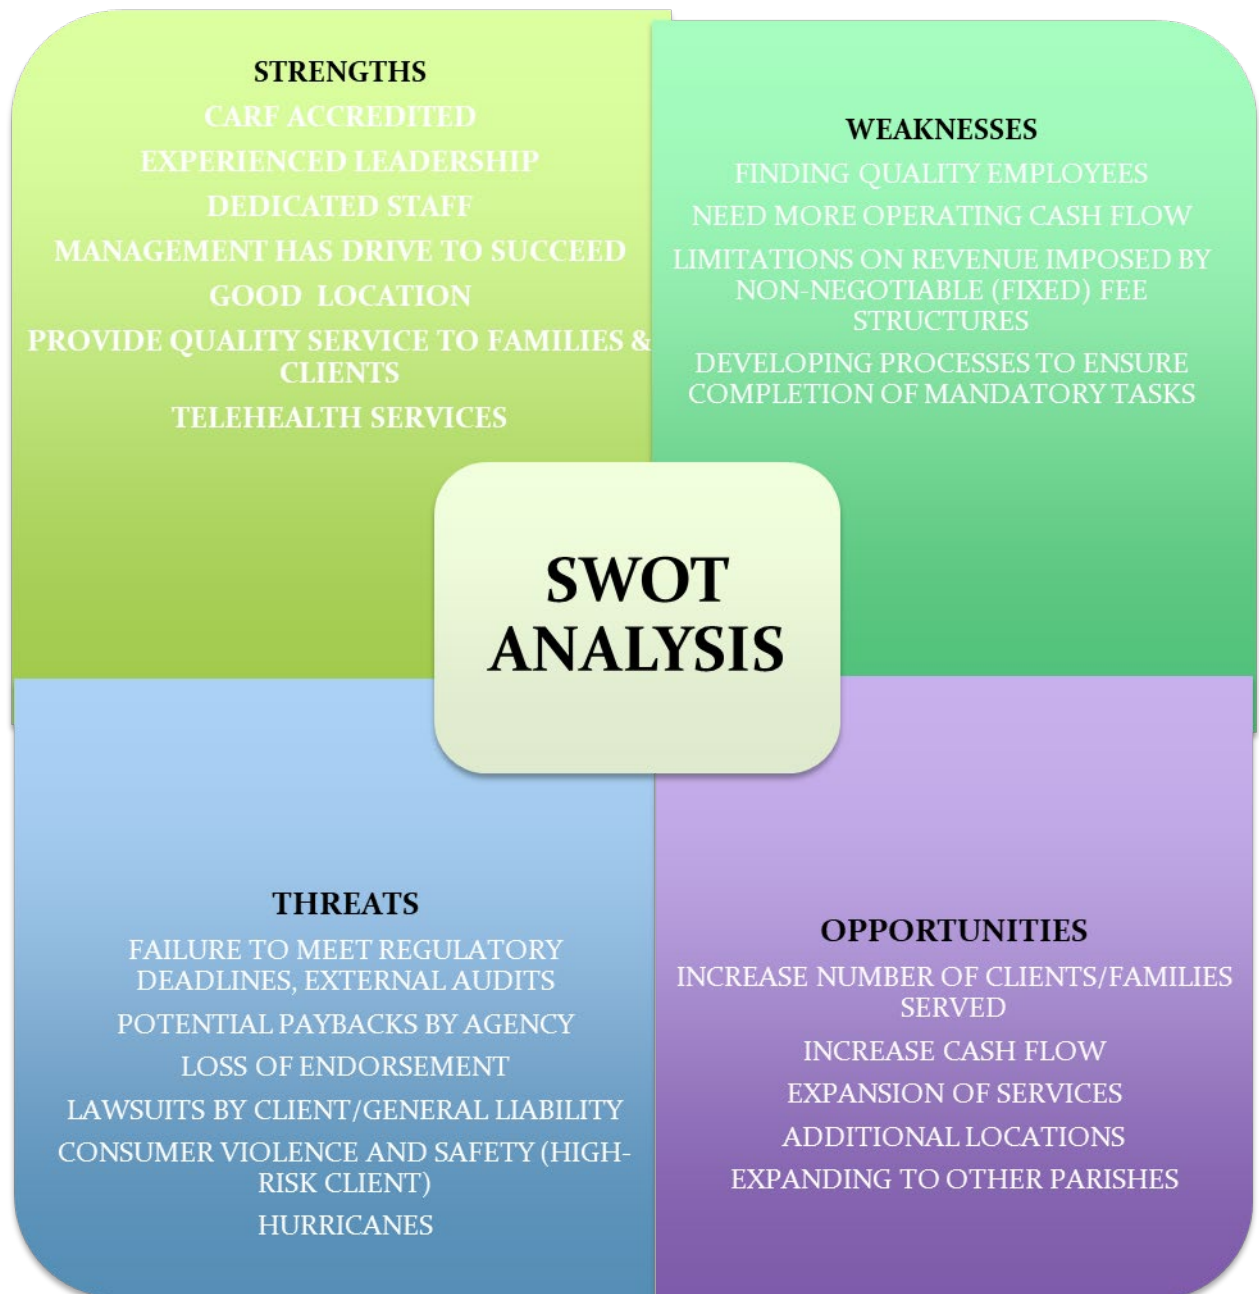 STRENGTHS
CARF ACCREDITED
EXPERIENCED LEADERSHIP
DEDICATED STAFF
MANAGEMENT HAS DRIVE TO SUCCEED
GOOD LOCATION
PROVIDE QUALITY SERVICE TO FAMILIES &
CLIENTS
TELEHEALTH SERVICES
WEAKNESSES
FINDING QUALITY EMPLOYEES
NEED MORE OPERATING CASH FLOW
LIMITATIONS ON REVENUE IMPOSED BY
NON-NEGOTIABLE (FIXED) FEE
STRUCTURES
DEVELOPING PROCESSES TO ENSURE
COMPLETION OF MANDATORY TASKS
SWOT
ANALYSIS
THREATS
FAILURE TO MEET REGULATORY
DEADLINES, EXTERNAL AUDITS
POTENTIAL PAYBACKS BY AGENCY
LOSS OF ENDORSEMENT
LAWSUITS BY CLIENT/GENERAL LIABILITY
CONSUMER VIOLENCE AND SAFETY (HIGH-
RISK CLIENT)
HURRICANES
OPPORTUNITIES
INCREASE NUMBER OF CLIENTS/FAMILIES
SERVED
INCREASE CASH FLOW
EXPANSION OF SERVICES
ADDITIONAL LOCATIONS
EXPANDING TO OTHER PARISHES